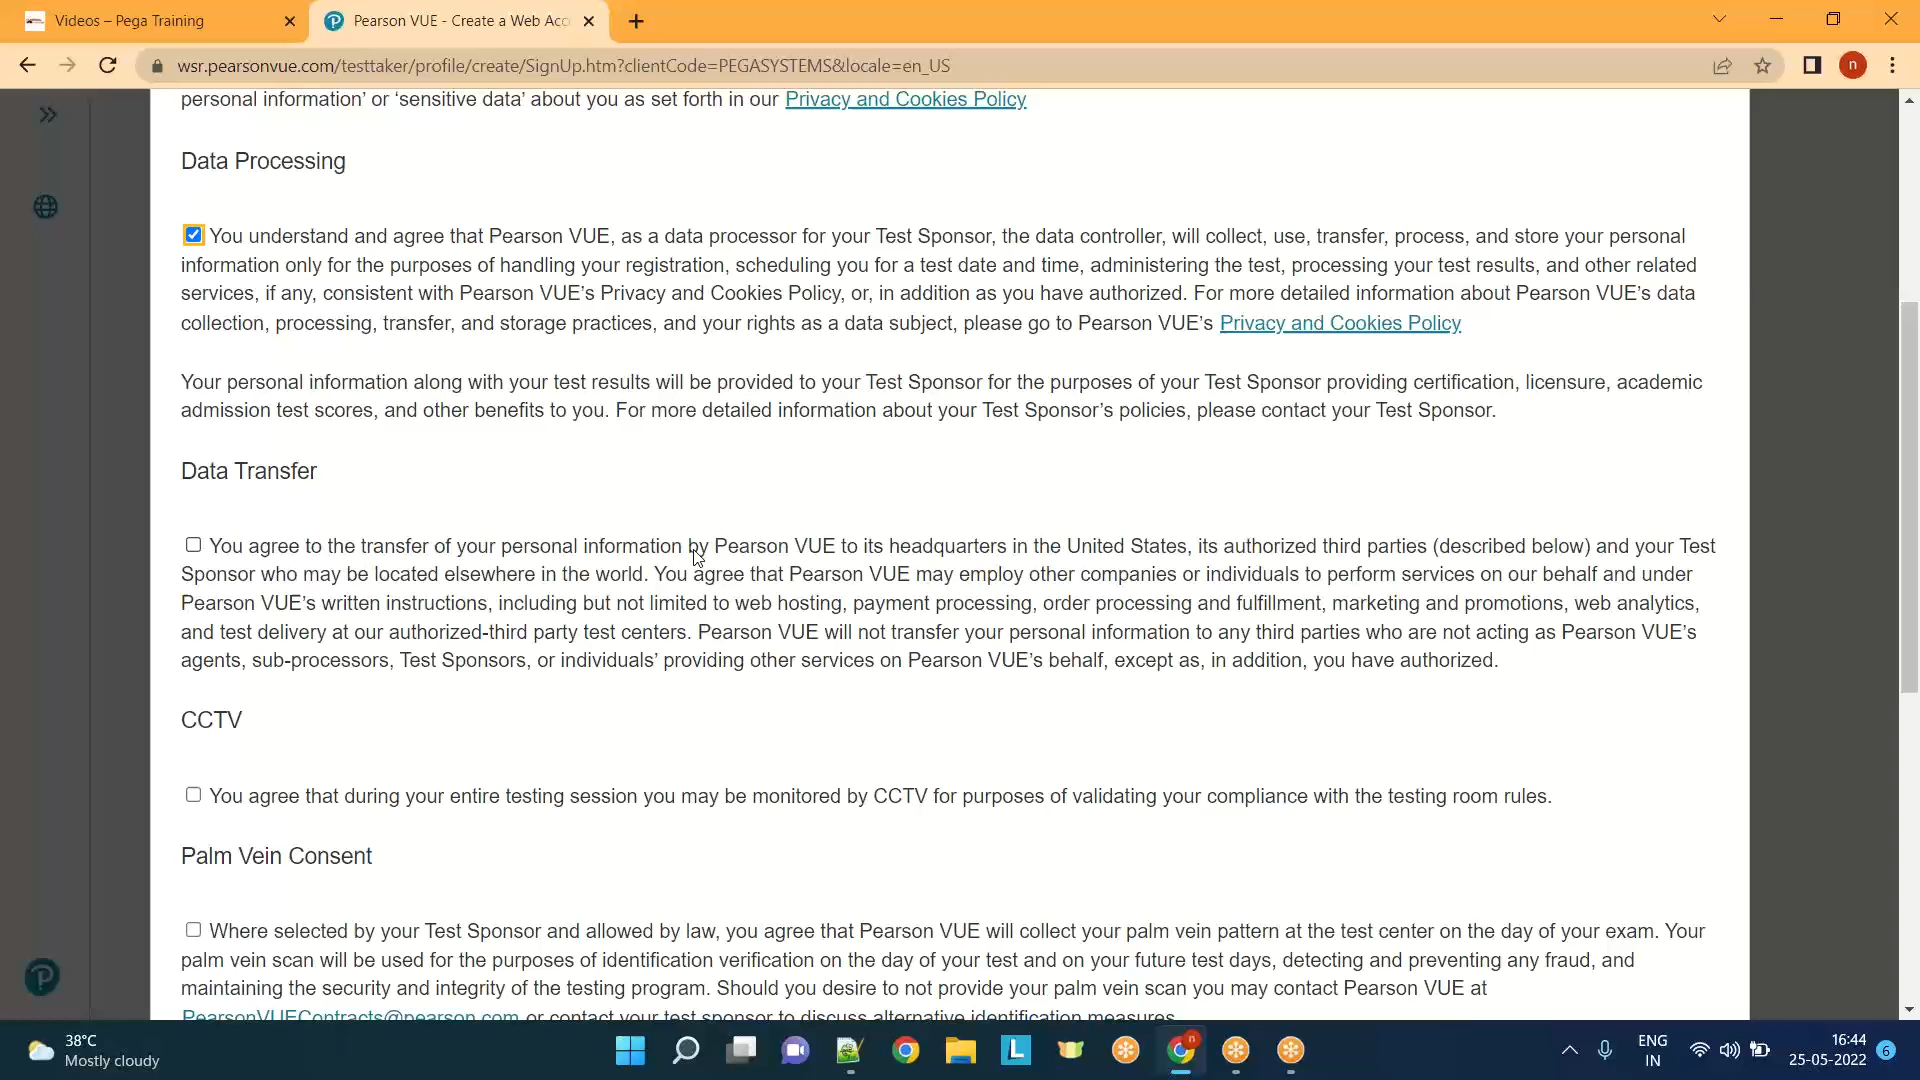 Videos – Pega Training
Pearson VUE - Create a Web Acc
wsr.pearsonvue.com/testtaker/profile/create/SignUp.htm?clientCode=PEGASYSTEMS&locale=en_US
n
personal information’ or ‘sensitive data’ about you as set forth in our Privacy and Cookies Policy
Data Processing
You understand and agree that Pearson VUE, as a data processor for your Test Sponsor, the data controller, will collect, use, transfer, process, and store your personal
information only for the purposes of handling your registration, scheduling you for a test date and time, administering the test, processing your test results, and other related
services, if any, consistent with Pearson VUE’s Privacy and Cookies Policy, or, in addition as you have authorized. For more detailed information about Pearson VUE’s data
collection, processing, transfer, and storage practices, and your rights as a data subject, please go to Pearson VUE’s Privacy and Cookies Policy
Your personal information along with your test results will be provided to your Test Sponsor for the purposes of your Test Sponsor providing certification, licensure, academic
admission test scores, and other benefits to you. For more detailed information about your Test Sponsor’s policies, please contact your Test Sponsor.
Data Transfer
You agree to the transfer of your personal information by Pearson VUE to its headquarters in the United States, its authorized third parties (described below) and your Test
Sponsor who may be located elsewhere in the world. You agree that Pearson VUE may employ other companies or individuals to perform services on our behalf and under
Pearson VUE’s written instructions, including but not limited to web hosting, payment processing, order processing and fulfillment, marketing and promotions, web analytics,
and test delivery at our authorized-third party test centers. Pearson VUE will not transfer your personal information to any third parties who are not acting as Pearson VUE’s
agents, sub-processors, Test Sponsors, or individuals’ providing other services on Pearson VUE’s behalf, except as, in addition, you have authorized.
CCTV
You agree that during your entire testing session you may be monitored by CCTV for purposes of validating your compliance with the testing room rules.
Palm Vein Consent
Where selected by your Test Sponsor and allowed by law, you agree that Pearson VUE will collect your palm vein pattern at the test center on the day of your exam. Your
palm vein scan will be used for the purposes of identification verification on the day of your test and on your future test days, detecting and preventing any fraud, and
maintaining the security and integrity of the testing program. Should you desire to not provide your palm vein scan you may contact Pearson VUE at
PearsonVUEContracts@pearson.com or contact your test sponsor to discuss alternative identification measures
38°C
Mostly cloudy
L
n
ENG
IN
16:44
25-05-2022
6